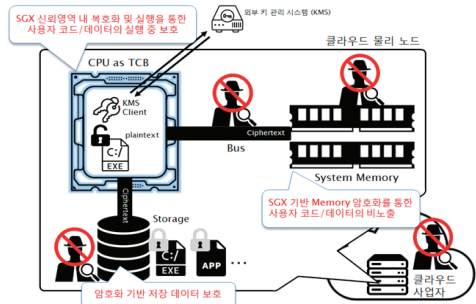 SGX 신뢰영역 내 복호화 및 실행을 통한
사용자 코드/데이터의 실행 중 보호
외부 키 관리 시스템 (KMS)
클라우드 물리 노드
CPU as TCB
KMS
Client
plaintext
C:/
EXE
Ciphertext
Bus
System Memory
Ciphertext
SGX 기반 Memory 암호화를 통한
사용자 코드/데이터의 비노출
Storage
C:/
EXE
APP
...
암호화 기반 저장 데이터 보호
클라우드
사업자